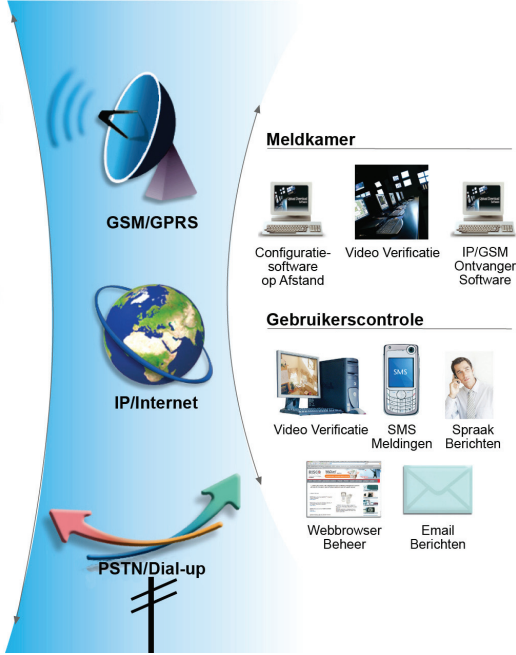 GSM/GPRS
IP/Internet
PSTN/Dial-up
Meldkamer
Configuratie-
software
op Afstand
Video Verificatie
IP/GSM
Ontvanger
Software
Gebruikerscontrole
Video Verificatie
SMS
SMS
Meldingen
Spraak
Berichten
Webbrowser
Beheer
Email
Berichten